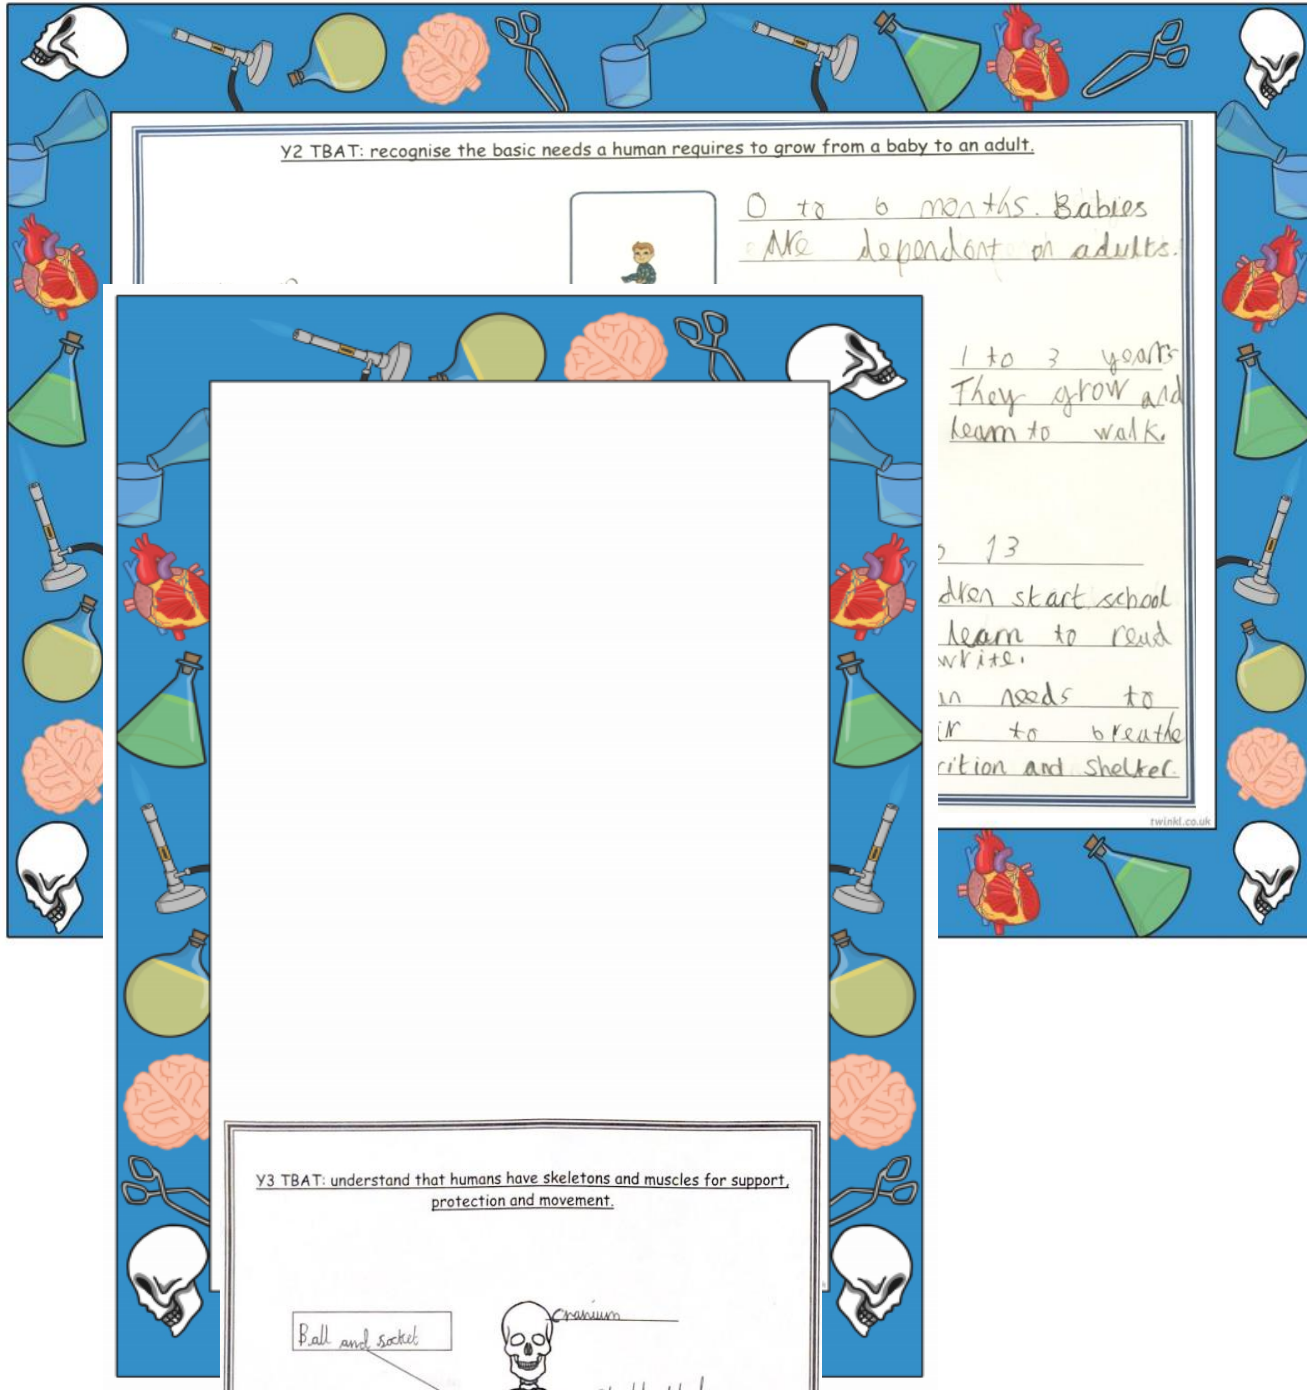 Y2 TBAT: recognise the basic needs a human requires to grow from a baby to an adult.
0 to 6 months. Babies
Are dependant on adults.
1 to 3 years
They grow and
learn to walk.
13
dren start school
learn to read
write.
needs to
to breathe
rition and shelter.
twinkl.co.uk
Y3 TBAT: understand that humans have skeletons and muscles for support,
protection and movement.
Cranium
Ball and socket